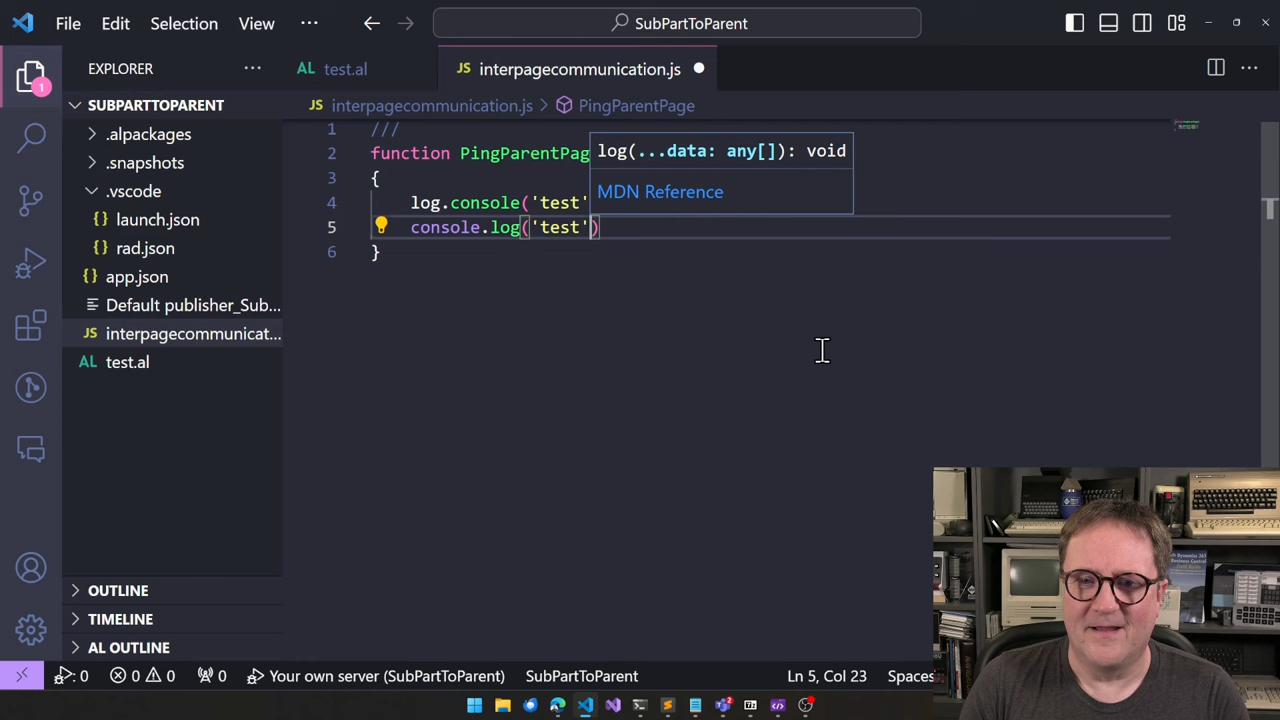 File Edit Selection View ··· SubPartToParent
EXPLORER ···
AL test.al
JS interpagecommunication.js
SUBPARTTOPARENT
JS interpagecommunication.js > PingParentPage
.alpackages
.snapshots
.vscode
launch.json
rad.json
{} app.json
Default publisher_Sub...
JS interpagecommunicat...
AL test.al
1 ///
2 function PingParentPag
3 {
4 log.console('test'
5 console.log('test')
6 }
log(...data: any[]): void
MDN Reference
1
OUTLINE
TIMELINE
AL OUTLINE
0 0 0 0 Your own server (SubPartToParent) SubPartToParent Ln 5, Col 23 Spaces